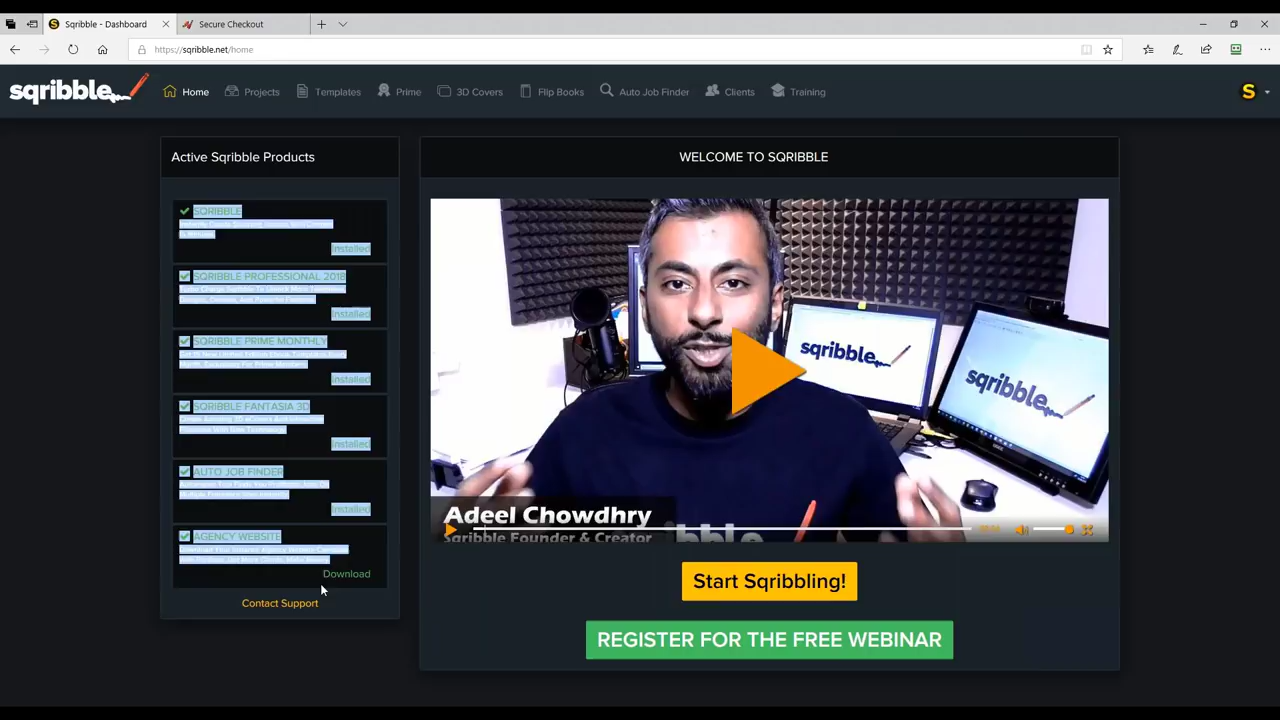 Sqribble - Dashboard
Secure Checkout
https://sqribble.net/home
sqribble
Home
Projects
Templates
Prime
3D Covers
Flip Books
Auto Job Finder
Clients
Training
S
Active Sqribble Products
SQRIBBLE
Installed
SQRIBBLE PROFESSIONAL 2018
Installed
SQRIBBLE PRIME MONTHLY
Installed
SQRIBBLE FANTASIA 3D
Installed
AUTO JOB FINDER
Installed
AGENCY WEBSITE
Download
Contact Support
WELCOME TO SQRIBBLE
sqribble
sqribble
Adeel Chowdhry
Sqribble Founder & Creator
Start Sqribbling!
REGISTER FOR THE FREE WEBINAR